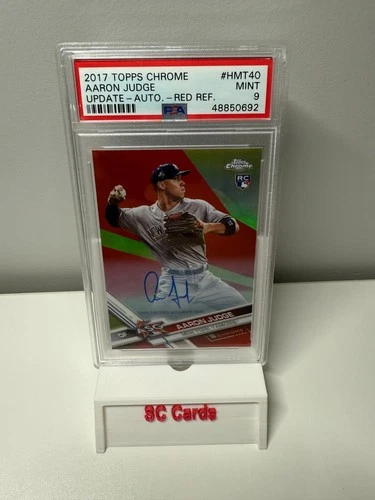 2017 TOPPS CHROME #HMT40
AARON JUDGE MINT
UPDATE - AUTO. - RED REF. 9
PSA 48850692
Topps
Chrome
RC
AARON JUDGE
SC Cards